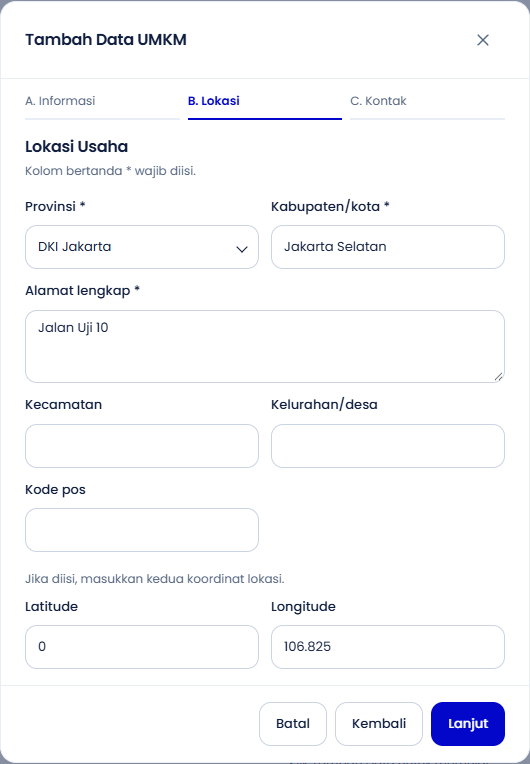 Tambah Data UMKM
A. Informasi
B. Lokasi
C. Kontak
Lokasi Usaha
Kolom bertanda * wajib diisi.
Provinsi *
Kabupaten/kota *
DKI Jakarta
Jakarta Selatan
Alamat lengkap *
Jalan Uji 10
Kecamatan
Kelurahan/desa
Kode pos
Jika diisi, masukkan kedua koordinat lokasi.
Latitude
Longitude
0
106.825
Batal
Kembali
Lanjut